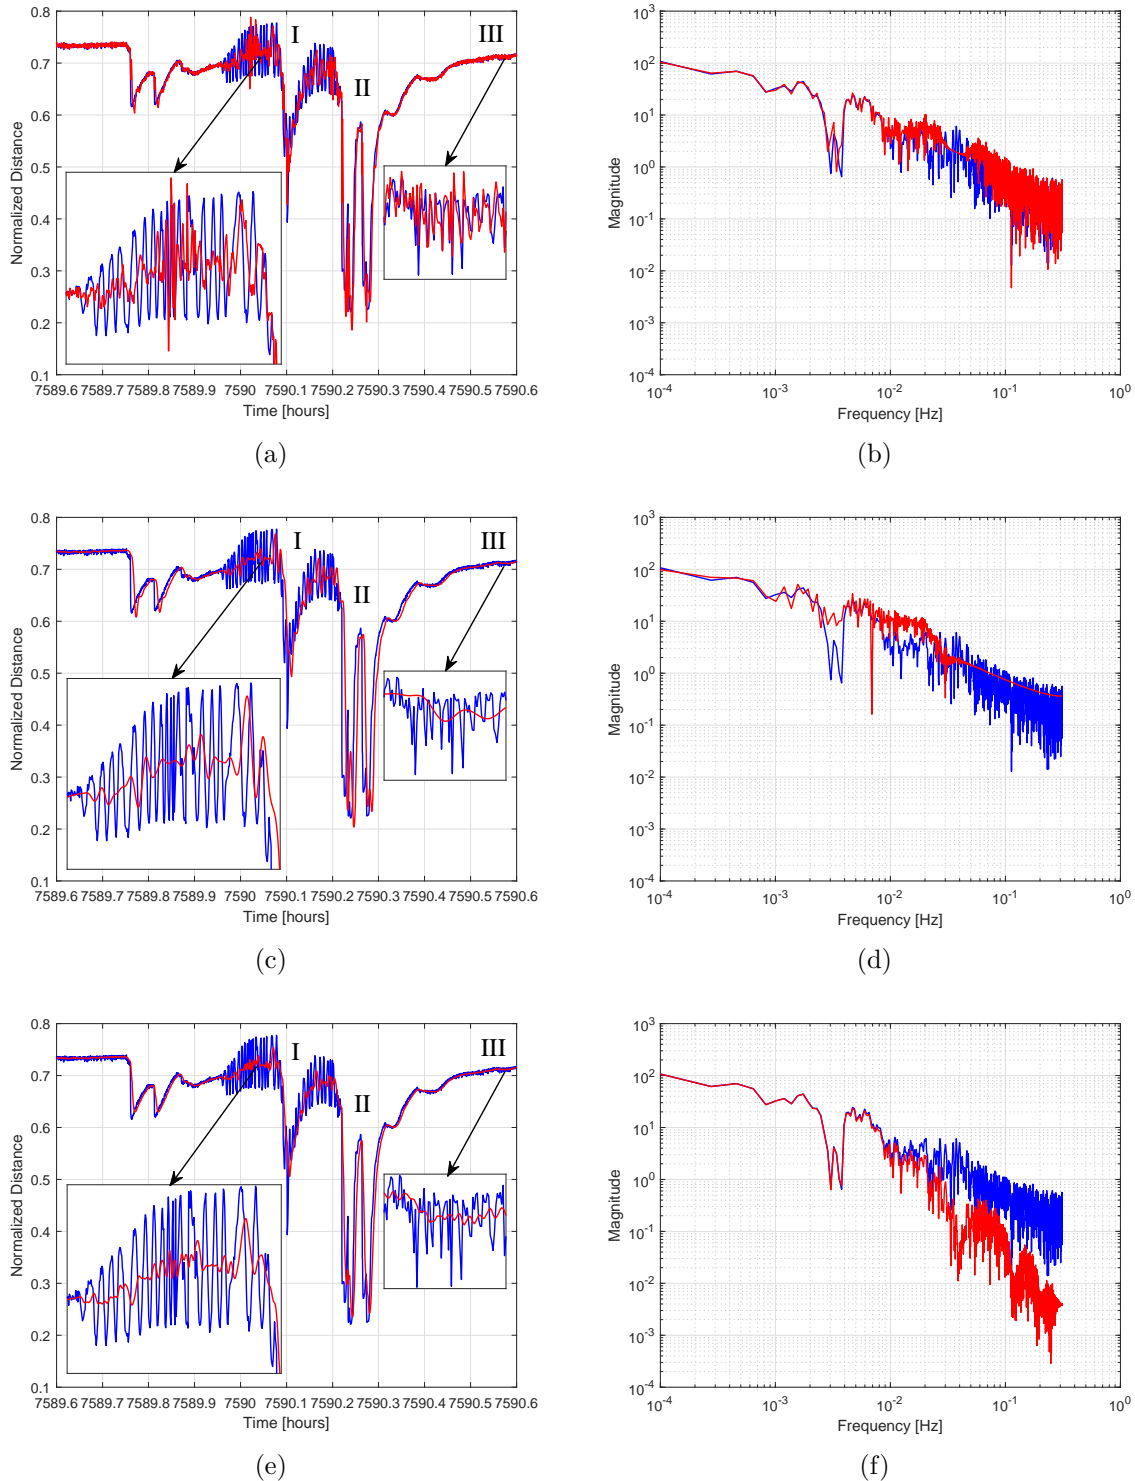 0.8
0.7
0.6
0.5
0.4
0.3
0.2
0.1
Normalized Distance
I
II
III
7589.6 7589.7 7589.8 7589.9 7590 7590.1 7590.2 7590.3 7590.4 7590.5 7590.6
Time [hours]
(a)
10^3
10^2
10^1
10^0
10^-1
10^-2
10^-3
10^-4
Magnitude
10^-4 10^-3 10^-2 10^-1 10^0
Frequency [Hz]
(b)
0.8
0.7
0.6
0.5
0.4
0.3
0.2
0.1
Normalized Distance
I
II
III
7589.6 7589.7 7589.8 7589.9 7590 7590.1 7590.2 7590.3 7590.4 7590.5 7590.6
Time [hours]
(c)
10^3
10^2
10^1
10^0
10^-1
10^-2
10^-3
10^-4
Magnitude
10^-4 10^-3 10^-2 10^-1 10^0
Frequency [Hz]
(d)
0.8
0.7
0.6
0.5
0.4
0.3
0.2
0.1
Normalized Distance
I
II
III
7589.6 7589.7 7589.8 7589.9 7590 7590.1 7590.2 7590.3 7590.4 7590.5 7590.6
Time [hours]
(e)
10^3
10^2
10^1
10^0
10^-1
10^-2
10^-3
10^-4
Magnitude
10^-4 10^-3 10^-2 10^-1 10^0
Frequency [Hz]
(f)